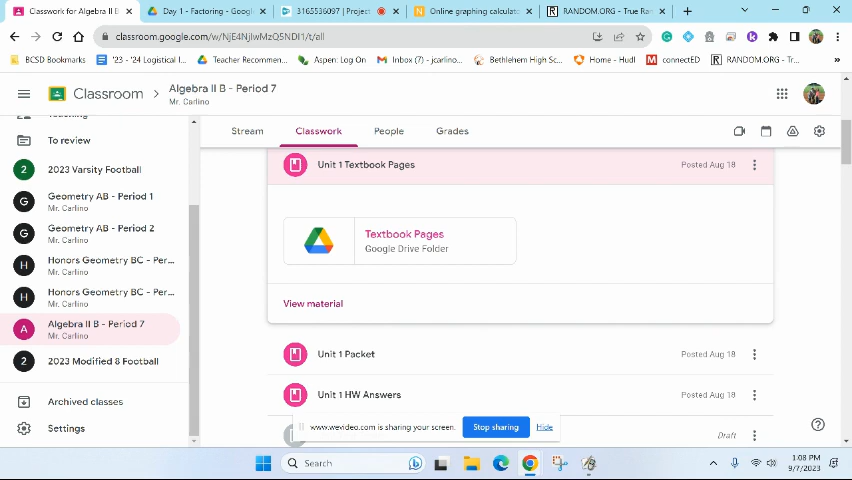 Classwork for Algebra II B
Day 1 - Factoring - Googl
3165536097 | Project
Online graphing calculato
RANDOM.ORG - True Ran
classroom.google.com/w/NjE4NjIwMzQ5NDI1/t/all
BCSD Bookmarks
'23 - '24 Logistical I...
Teacher Recommen...
Aspen: Log On
Inbox (7) - jcarlino...
Bethlehem High Sc...
Home - Hudl
connectED
RANDOM.ORG - Tr...
Classroom
Algebra II B - Period 7
Mr. Carlino
To review
2 2023 Varsity Football
G Geometry AB - Period 1
Mr. Carlino
G Geometry AB - Period 2
Mr. Carlino
H Honors Geometry BC - Per...
Mr. Carlino
H Honors Geometry BC - Per...
Mr. Carlino
A Algebra II B - Period 7
Mr. Carlino
2 2023 Modified 8 Football
Archived classes
Settings
Stream Classwork People Grades
Unit 1 Textbook Pages Posted Aug 18
Textbook Pages
Google Drive Folder
View material
Unit 1 Packet Posted Aug 18
Unit 1 HW Answers Posted Aug 18
www.wevideo.com is sharing your screen. Stop sharing Hide
Draft
Search
1:08 PM
9/7/2023